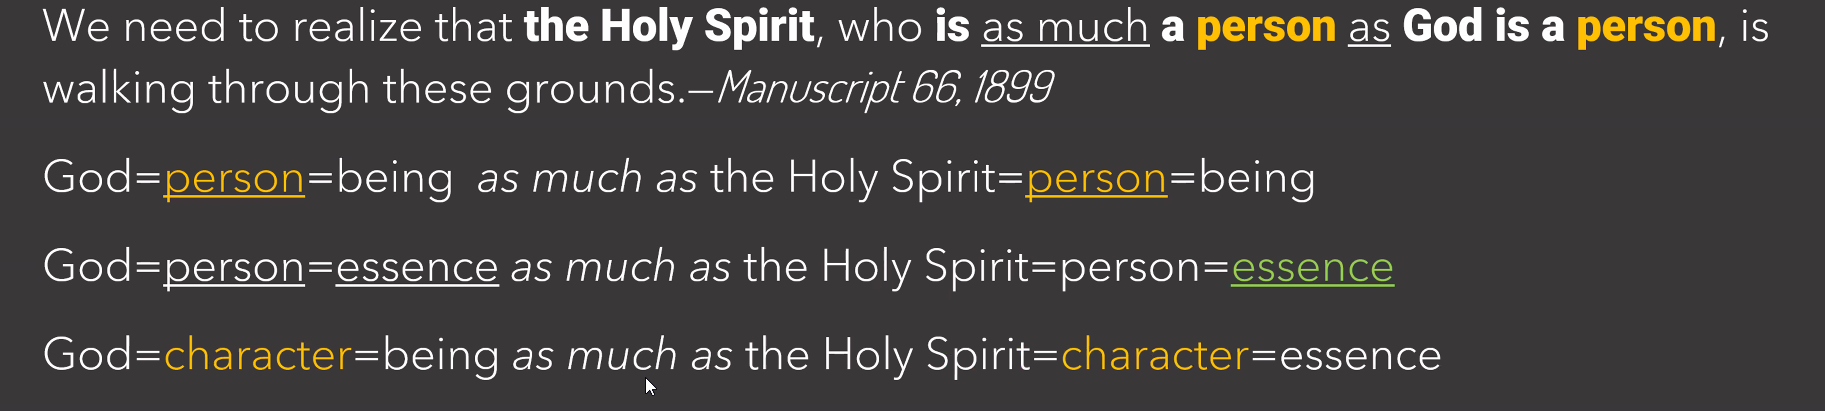 We need to realize that the Holy Spirit, who is as much a person as God is a person, is
walking through these grounds.—Manuscript 66, 1899
God=person=being as much as the Holy Spirit=person=being
God=person=essence as much as the Holy Spirit=person=essence
God=character=being as much as the Holy Spirit=character=essence